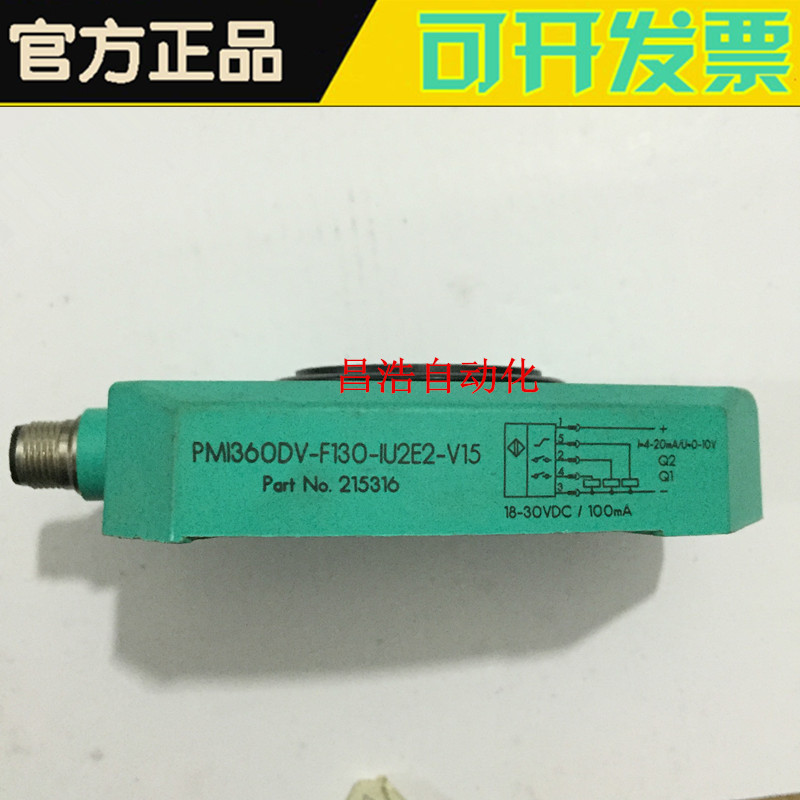 官方正品
可开发票
昌浩自动化
PMI360DV-F130-IU2E2-V15
Part No. 215316
1
+
5
I=4-20mA/U=0-10V
2
Q2
4
Q1
3
-
18-30VDC / 100mA